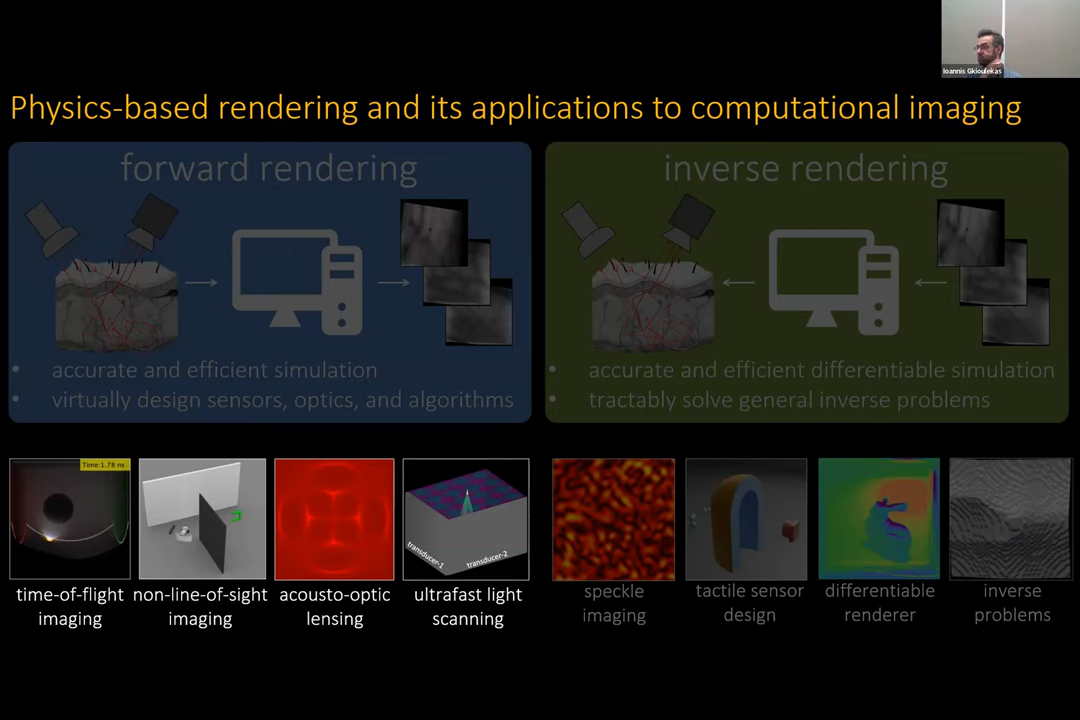 Ioannis Gkioulekas
Physics-based rendering and its applications to computational imaging
forward rendering
• accurate and efficient simulation
• virtually design sensors, optics, and algorithms
inverse rendering
• accurate and efficient differentiable simulation
• tractably solve general inverse problems
Time:1.78 ns
transducer-1
transducer-2
time-of-flight
imaging
non-line-of-sight
imaging
acousto-optic
lensing
ultrafast light
scanning
speckle
imaging
tactile sensor
design
differentiable
renderer
inverse
problems